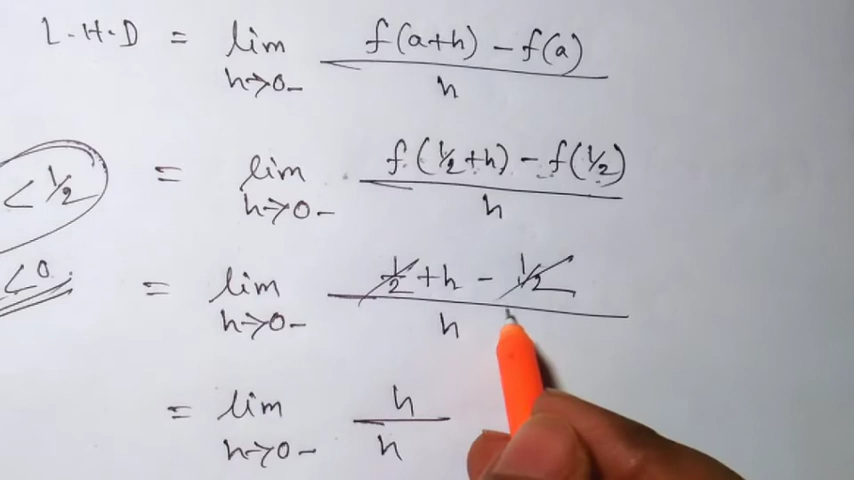 L.H.D = lim h→0- f(a+h) - f(a) / h
< 1/2 = lim h→0- f(1/2+h) - f(1/2) / h
<0. = lim h→0- 1/2 + h - 1/2 / h
= lim h→0- h / h